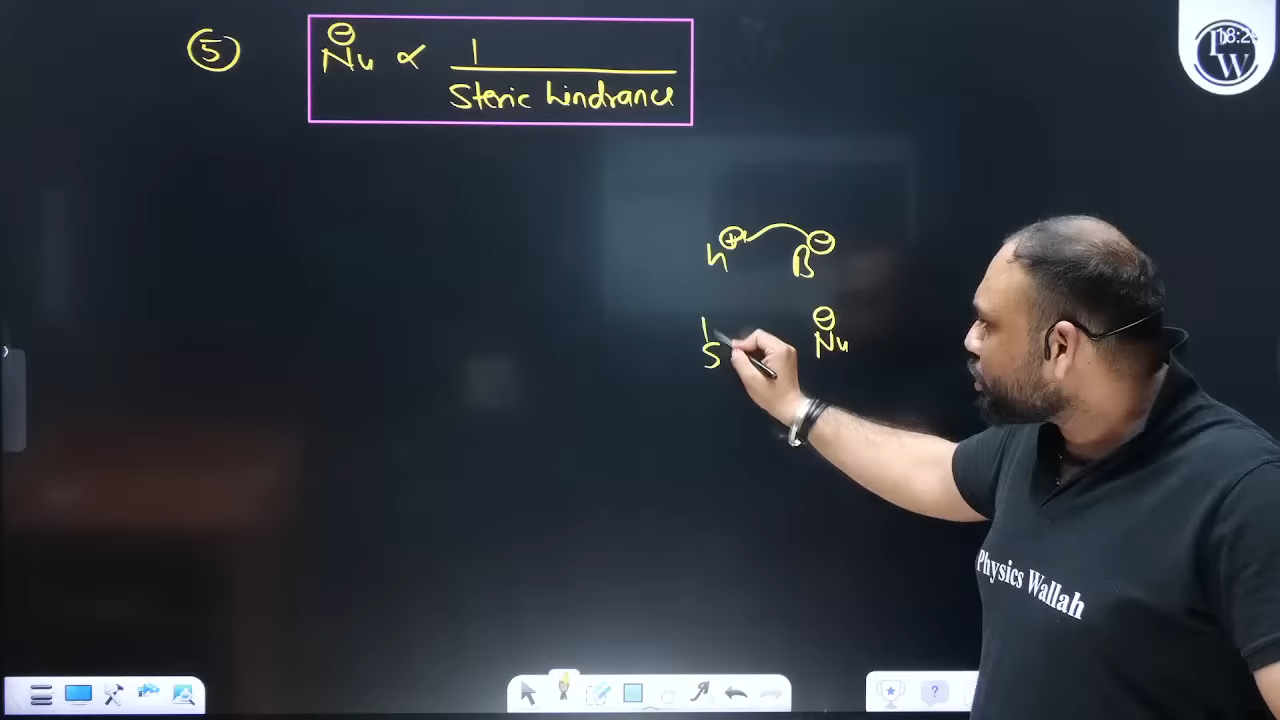 ⑤ Nu⊖ ∝ 1 / Steric hindrance
H⊕ B⊖
Nu⊖
Physics Wallah
W
?